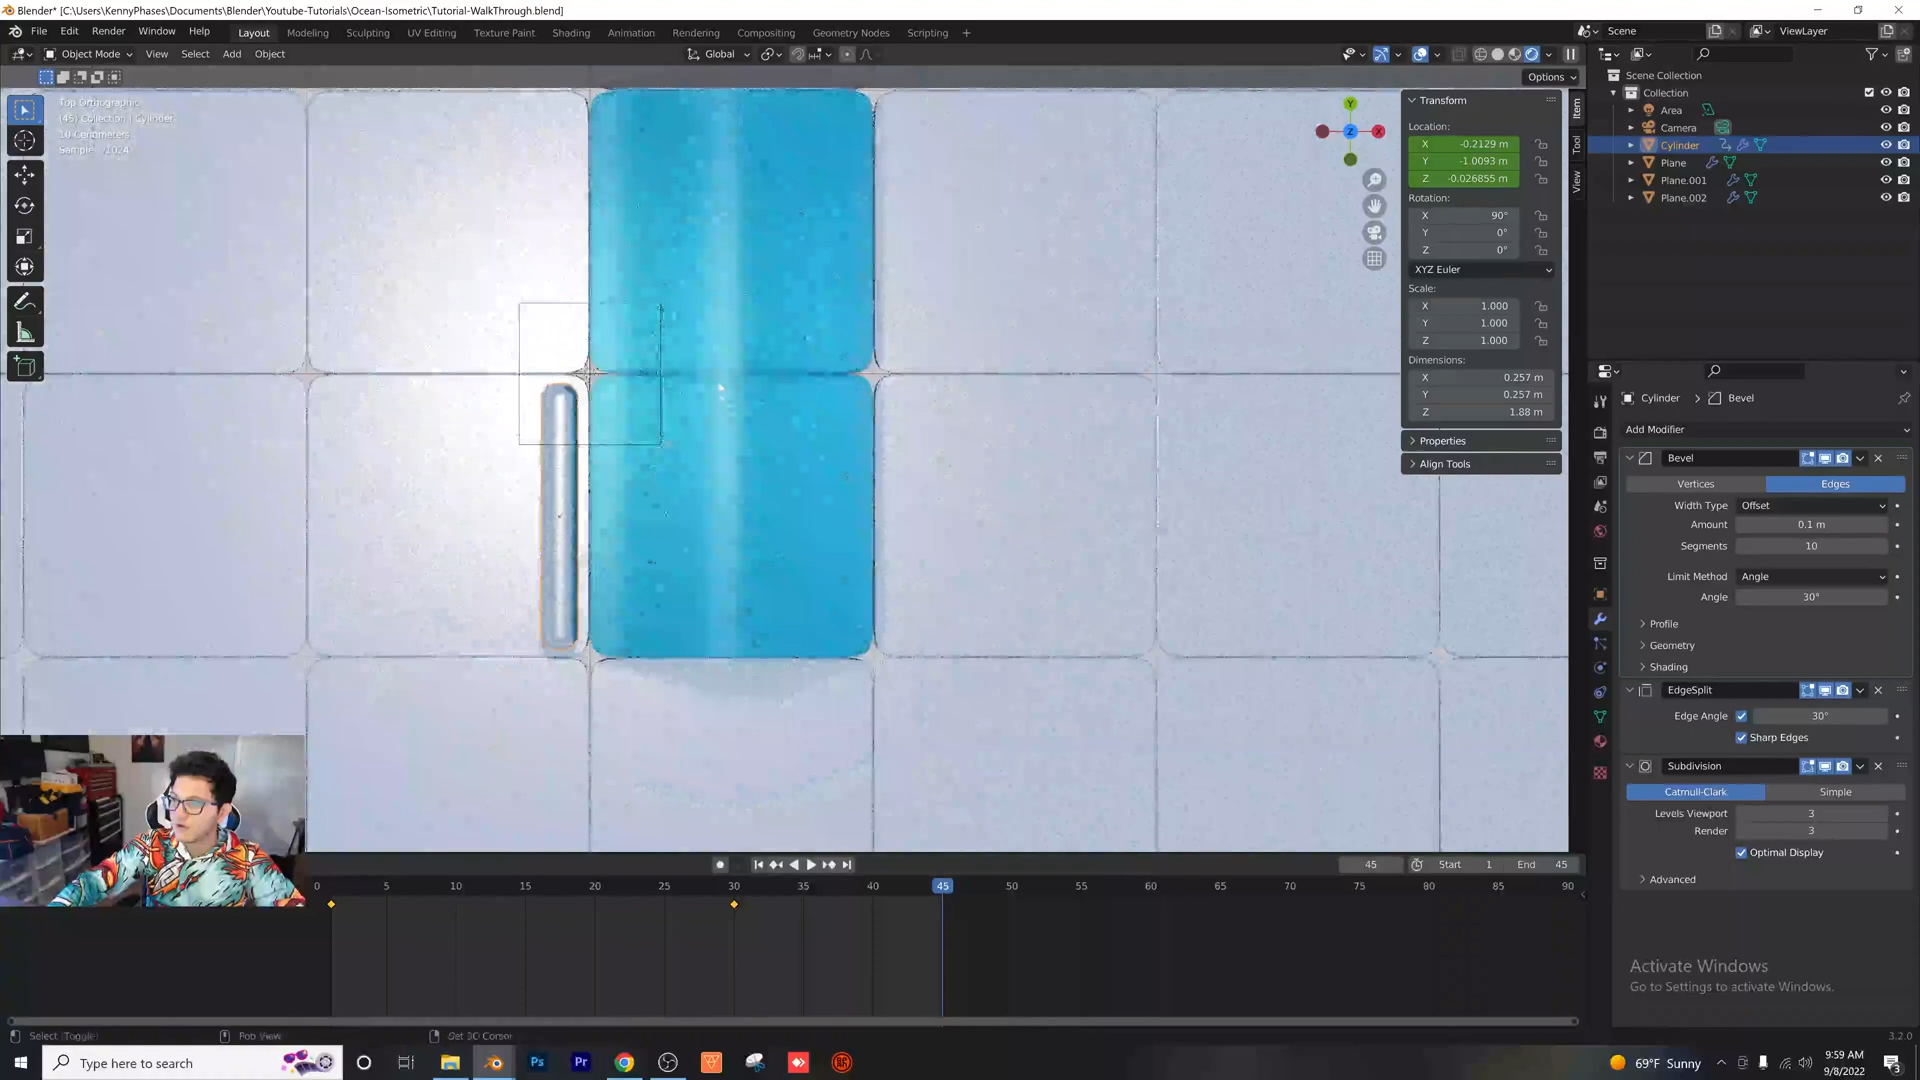 Blender* [C:\Users\KennyPhases\Documents\Blender\Youtube-Tutorials\Ocean-Isometric\Tutorial-WalkThrough.blend]
File Edit Render Window Help Layout Modeling Sculpting UV Editing Texture Paint Shading Animation Rendering Compositing Geometry Nodes Scripting + Scene ViewLayer
Object Mode View Select Add Object Global
Options
Top Orthographic
(45) Collection | Cylinder
10 Centimeters
Sample /1024
Y
Z X
Transform
Location:
X -0.2129 m
Y -1.0093 m
Z -0.026855 m
Rotation:
X 90°
Y 0°
Z 0°
XYZ Euler
Scale:
X 1.000
Y 1.000
Z 1.000
Dimensions:
X 0.257 m
Y 0.257 m
Z 1.88 m
Properties
Align Tools
Item
Tool
View
Scene Collection
Collection
Area
Camera
Cylinder
Plane
Plane.001
Plane.002
Cylinder > Bevel
Add Modifier
Bevel
Vertices Edges
Width Type Offset
Amount 0.1 m
Segments 10
Limit Method Angle
Angle 30°
Profile
Geometry
Shading
EdgeSplit
Edge Angle 30°
Sharp Edges
Subdivision
Catmull-Clark Simple
Levels Viewport 3
Render 3
Optimal Display
Advanced
45 Start 1 End 45
0 5 10 15 20 25 30 35 40 45 50 55 60 65 70 75 80 85 90
Activate Windows
Go to Settings to activate Windows.
Select (Toggle) Pan View Set 3D Cursor 3.2.0
Type here to search Ps Pr 69°F Sunny 9:59 AM
9/8/2022 3